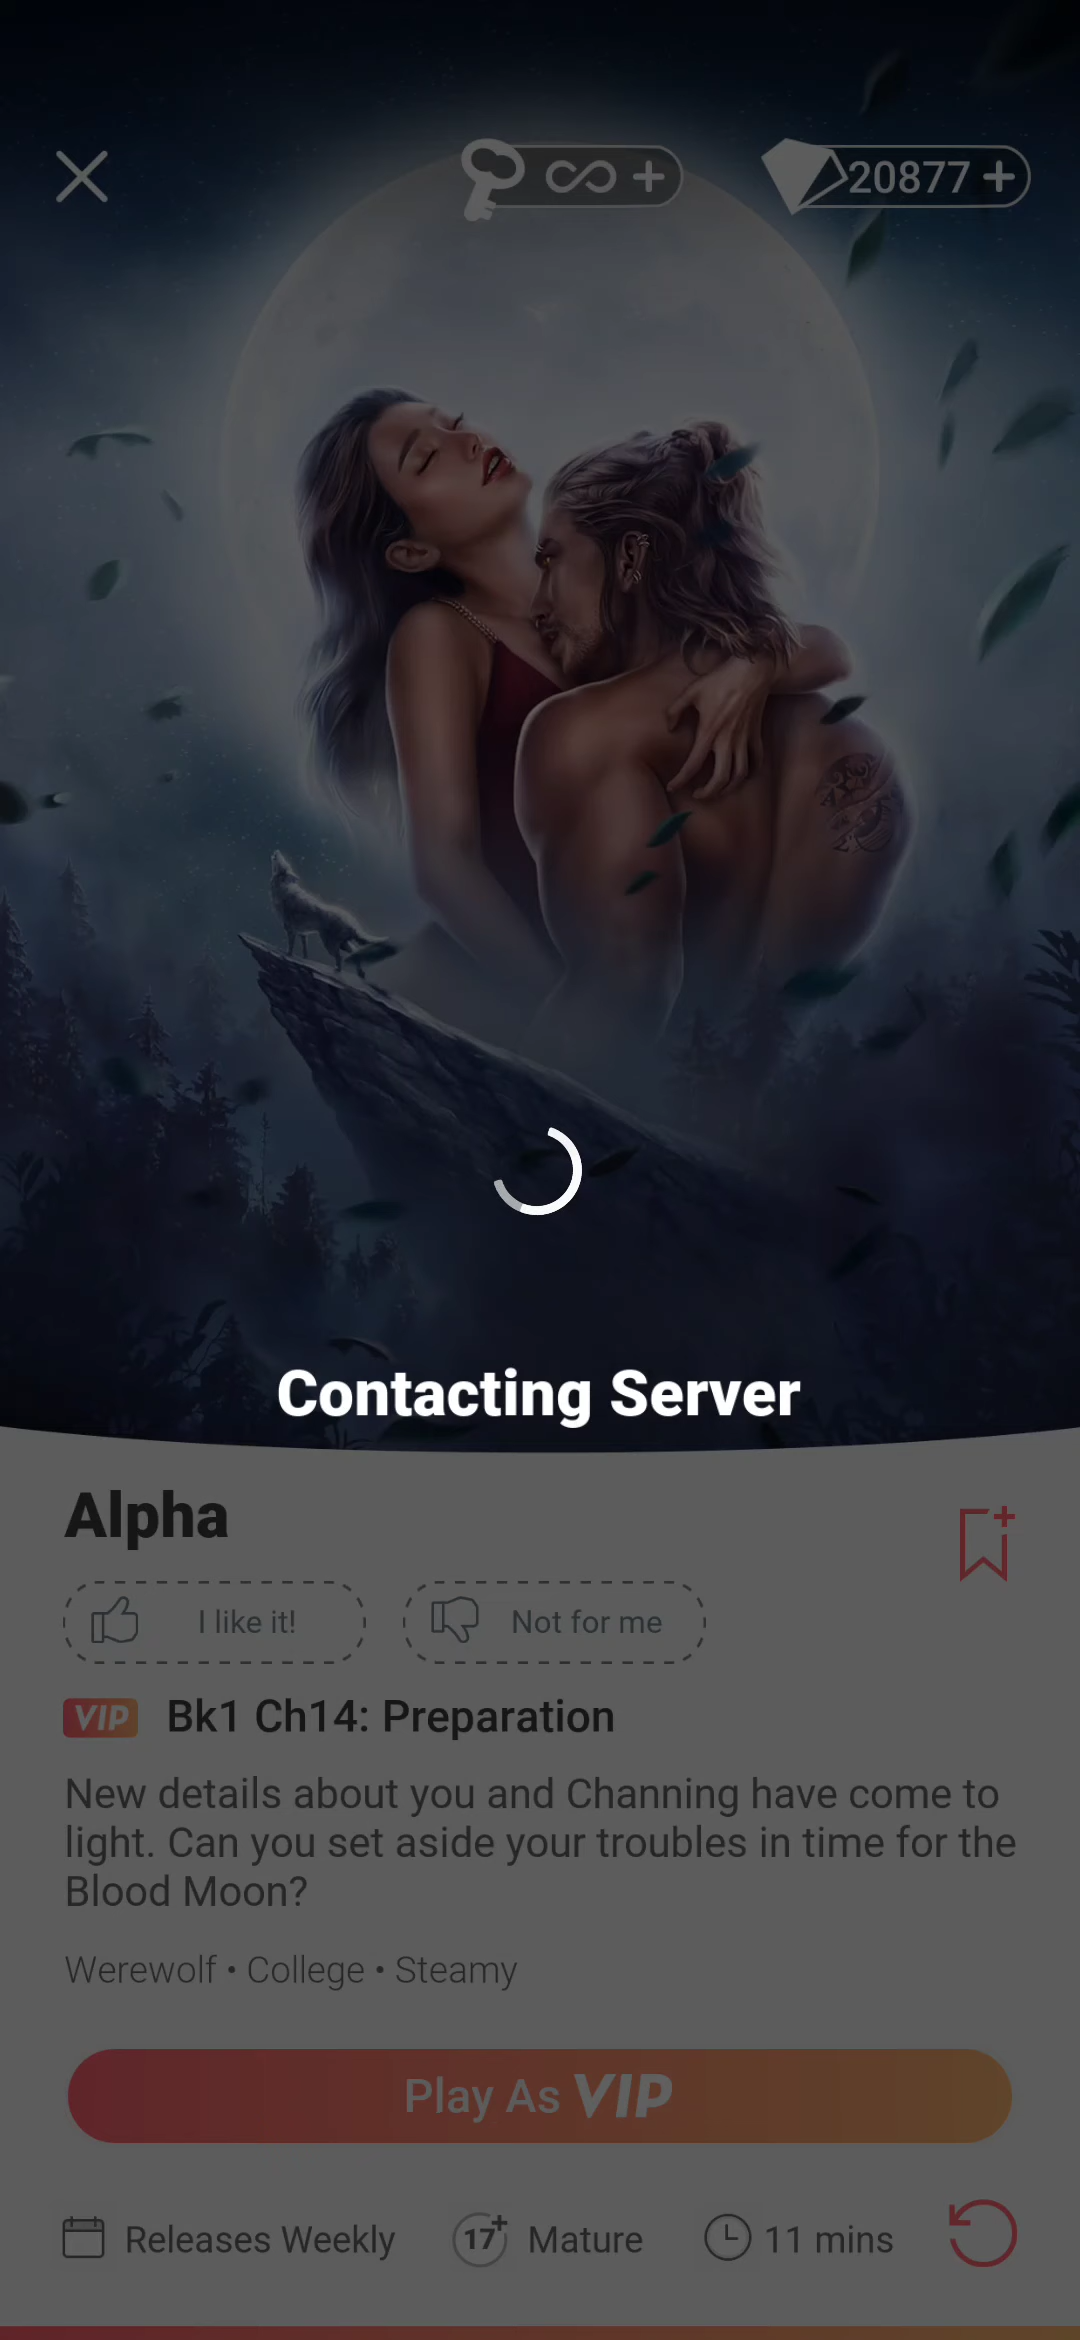 20877
Contacting Server
Alpha
I like it!
Not for me
VIP Bk1 Ch14: Preparation
New details about you and Channing have come to
light. Can you set aside your troubles in time for the
Blood Moon?
Werewolf • College • Steamy
Play As VIP
Releases Weekly
17+ Mature
11 mins